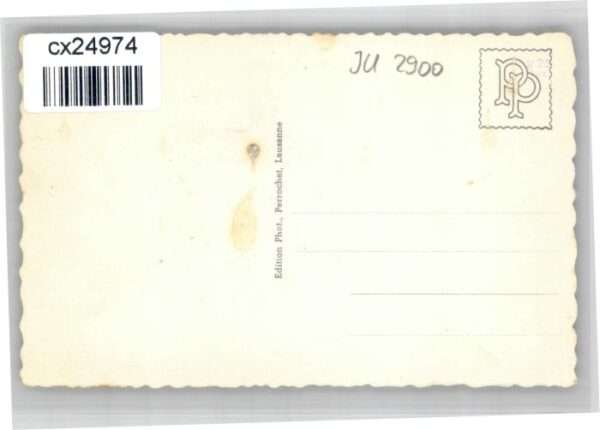 cx24974
JU 2900
PP
Edition Phot., Perrochet, Lausanne